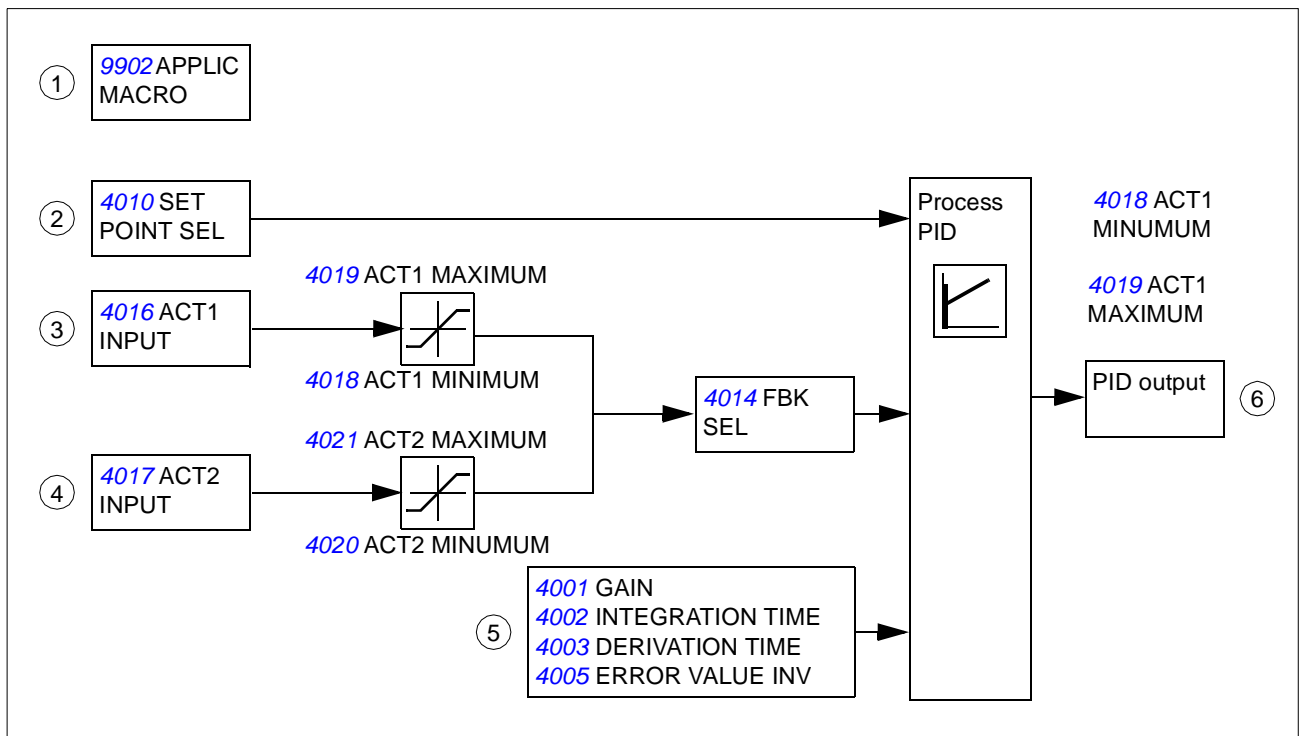 1
9902 APPLIC
MACRO
2
4010 SET
POINT SEL
Process
PID
4018 ACT1
MINUMUM
4019 ACT1 MAXIMUM
4019 ACT1
MAXIMUM
3
4016 ACT1
INPUT
4018 ACT1 MINIMUM
4014 FBK
SEL
PID output
6
4021 ACT2 MAXIMUM
4
4017 ACT2
INPUT
4020 ACT2 MINUMUM
5
4001 GAIN
4002 INTEGRATION TIME
4003 DERIVATION TIME
4005 ERROR VALUE INV